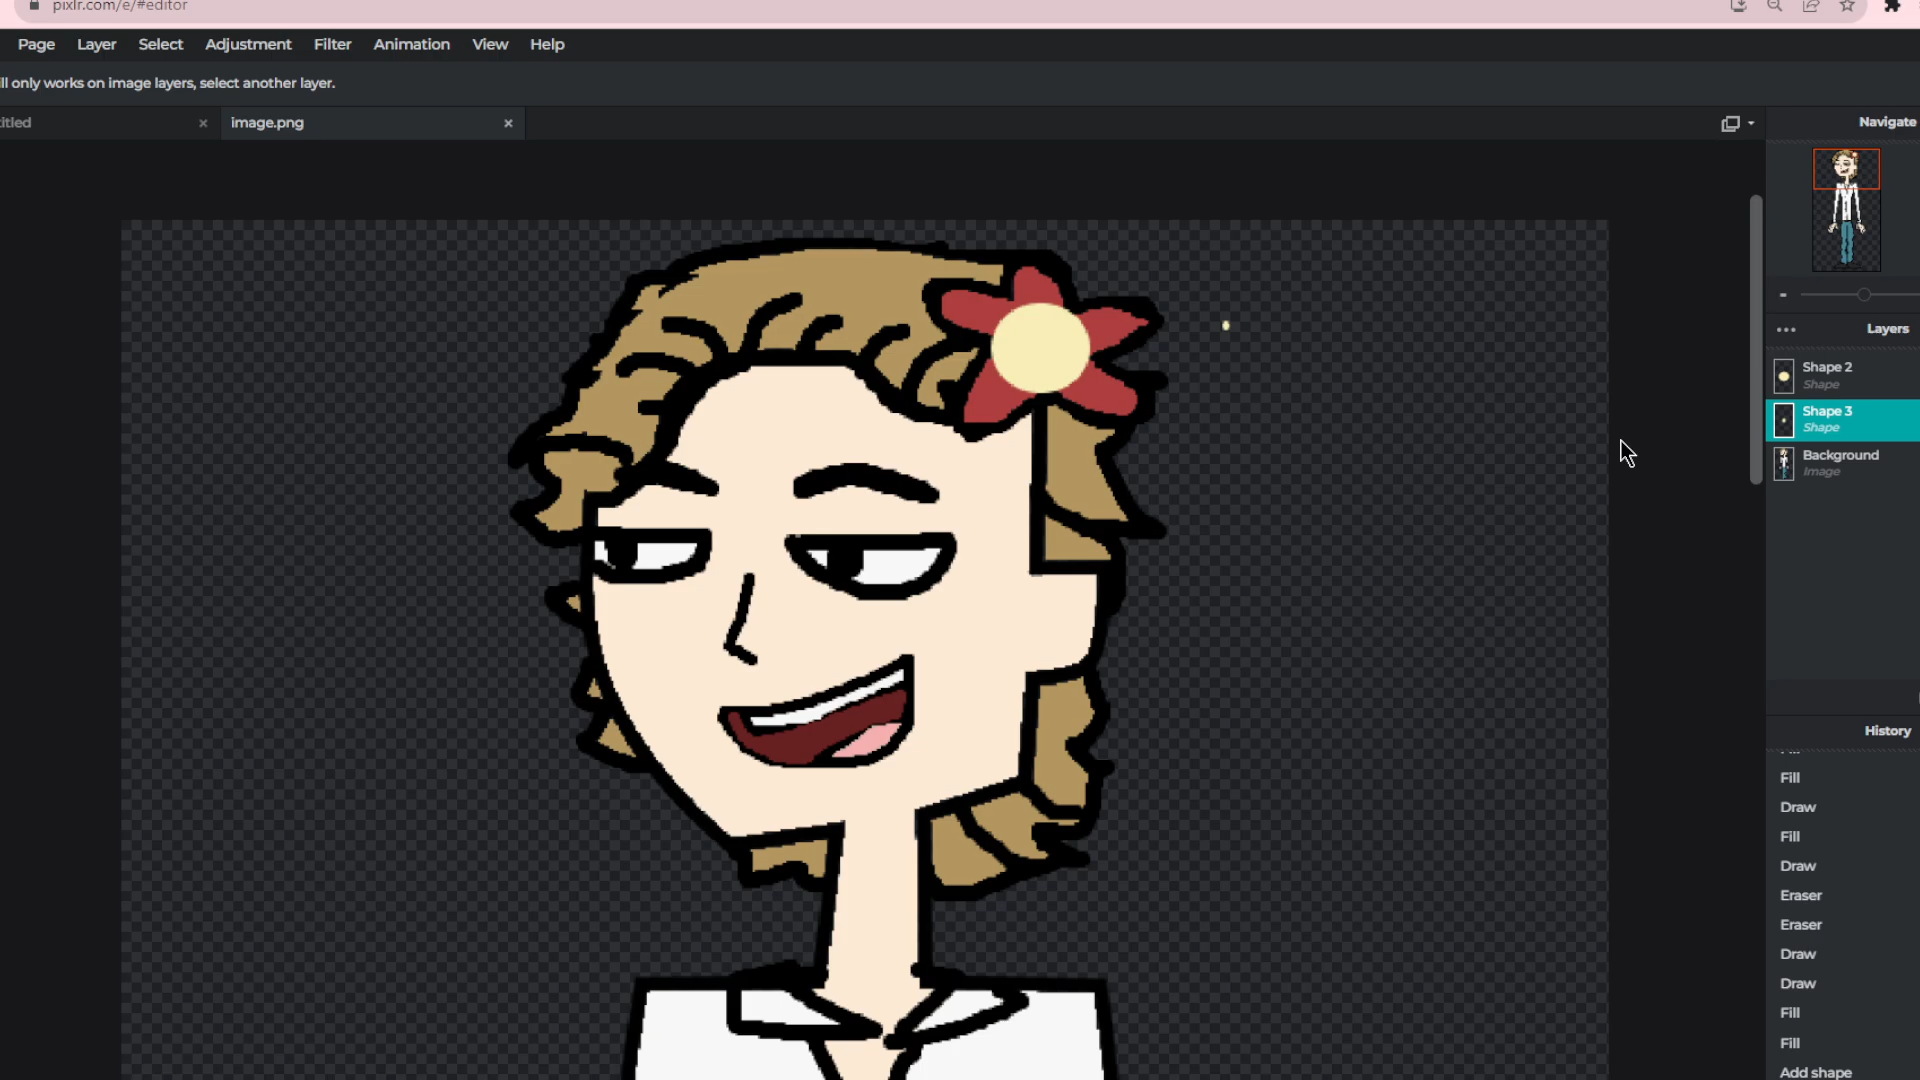 pixlr.com/e/#editor
Page Layer Select Adjustment Filter Animation View Help
ll only works on image layers, select another layer.
titled × image.png ×
Navigate
Layers
Shape 2
Shape
Shape 3
Shape
Background
Image
History
Fill
Draw
Fill
Draw
Eraser
Eraser
Draw
Draw
Fill
Fill
Add shape